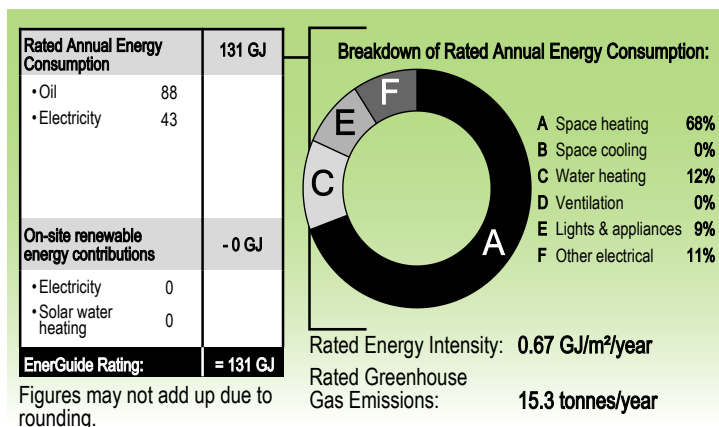 Rated Annual Energy
Consumption
131 GJ
• Oil 88
• Electricity 43
On-site renewable
energy contributions
- 0 GJ
• Electricity 0
• Solar water
heating 0
EnerGuide Rating: = 131 GJ
Figures may not add up due to
rounding.
Breakdown of Rated Annual Energy Consumption:
F
E
C
A
A Space heating 68%
B Space cooling 0%
C Water heating 12%
D Ventilation 0%
E Lights & appliances 9%
F Other electrical 11%
Rated Energy Intensity: 0.67 GJ/m²/year
Rated Greenhouse
Gas Emissions: 15.3 tonnes/year